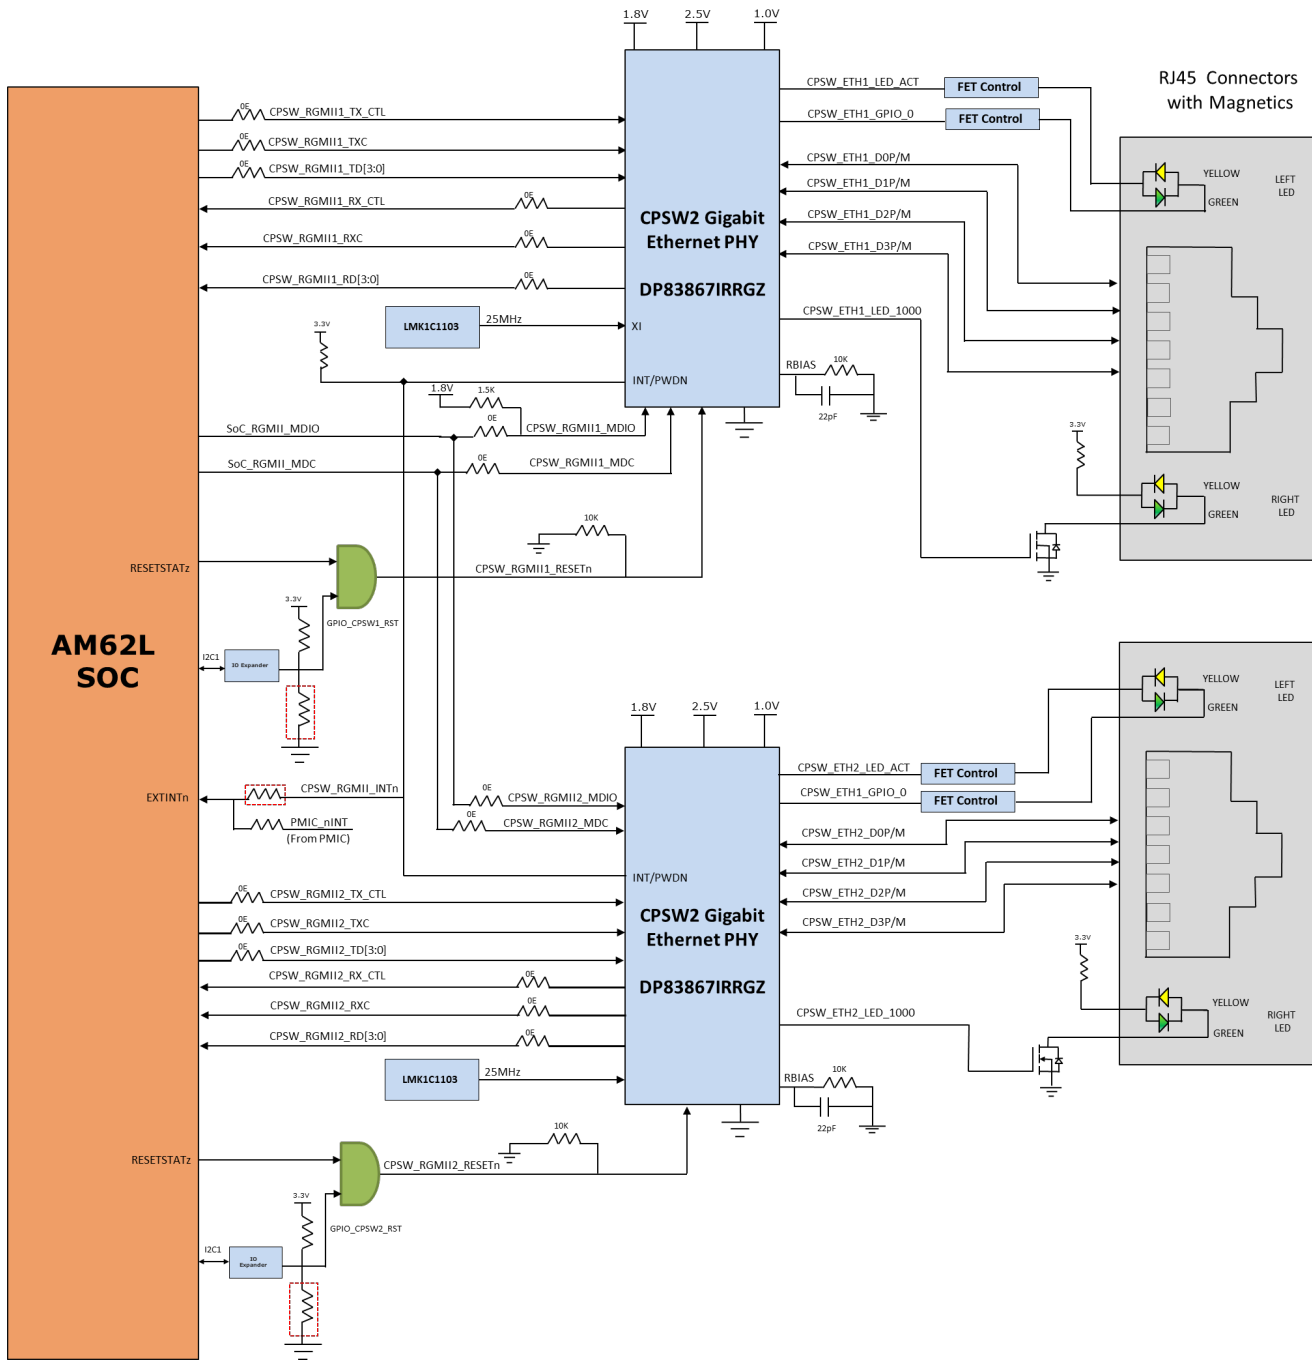 1.8V
2.5V
1.0V
RJ45 Connectors
with Magnetics
CPSW_ETH1_LED_ACT
FET Control
CPSW_ETH1_GPIO_0
FET Control
0E
CPSW_RGMII1_TX_CTL
0E
CPSW_RGMII1_TXC
0E
CPSW_RGMII1_TD[3:0]
CPSW_RGMII1_RX_CTL
0E
CPSW_RGMII1_RXC
0E
CPSW_RGMII1_RD[3:0]
0E
CPSW2 Gigabit
Ethernet PHY
DP83867IRRGZ
CPSW_ETH1_D0P/M
CPSW_ETH1_D1P/M
CPSW_ETH1_D2P/M
CPSW_ETH1_D3P/M
YELLOW
GREEN
LEFT
LED
LMK1C1103
25MHz
XI
CPSW_ETH1_LED_1000
3.3V
INT/PWDN
RBIAS
10K
22pF
1.8V
1.5K
SoC_RGMII_MDIO
0E
CPSW_RGMII1_MDIO
SoC_RGMII_MDC
0E
CPSW_RGMII1_MDC
3.3V
YELLOW
GREEN
RIGHT
LED
10K
RESETSTATz
CPSW_RGMII1_RESETn
3.3V
GPIO_CPSW1_RST
AM62L
SOC
I2C1
IO Expander
1.8V
2.5V
1.0V
YELLOW
GREEN
LEFT
LED
CPSW_ETH2_LED_ACT
FET Control
CPSW_ETH1_GPIO_0
FET Control
EXTINTn
CPSW_RGMII_INTn
PMIC_nINT
(From PMIC)
0E
CPSW_RGMII2_MDIO
0E
CPSW_RGMII2_MDC
INT/PWDN
CPSW_ETH2_D0P/M
CPSW_ETH2_D1P/M
CPSW_ETH2_D2P/M
CPSW_ETH2_D3P/M
0E
CPSW_RGMII2_TX_CTL
0E
CPSW_RGMII2_TXC
0E
CPSW_RGMII2_TD[3:0]
CPSW_RGMII2_RX_CTL
0E
CPSW_RGMII2_RXC
0E
CPSW_RGMII2_RD[3:0]
0E
CPSW2 Gigabit
Ethernet PHY
DP83867IRRGZ
3.3V
CPSW_ETH2_LED_1000
YELLOW
GREEN
RIGHT
LED
LMK1C1103
25MHz
RBIAS
10K
22pF
10K
RESETSTATz
CPSW_RGMII2_RESETn
3.3V
GPIO_CPSW2_RST
I2C1
IO
Expander